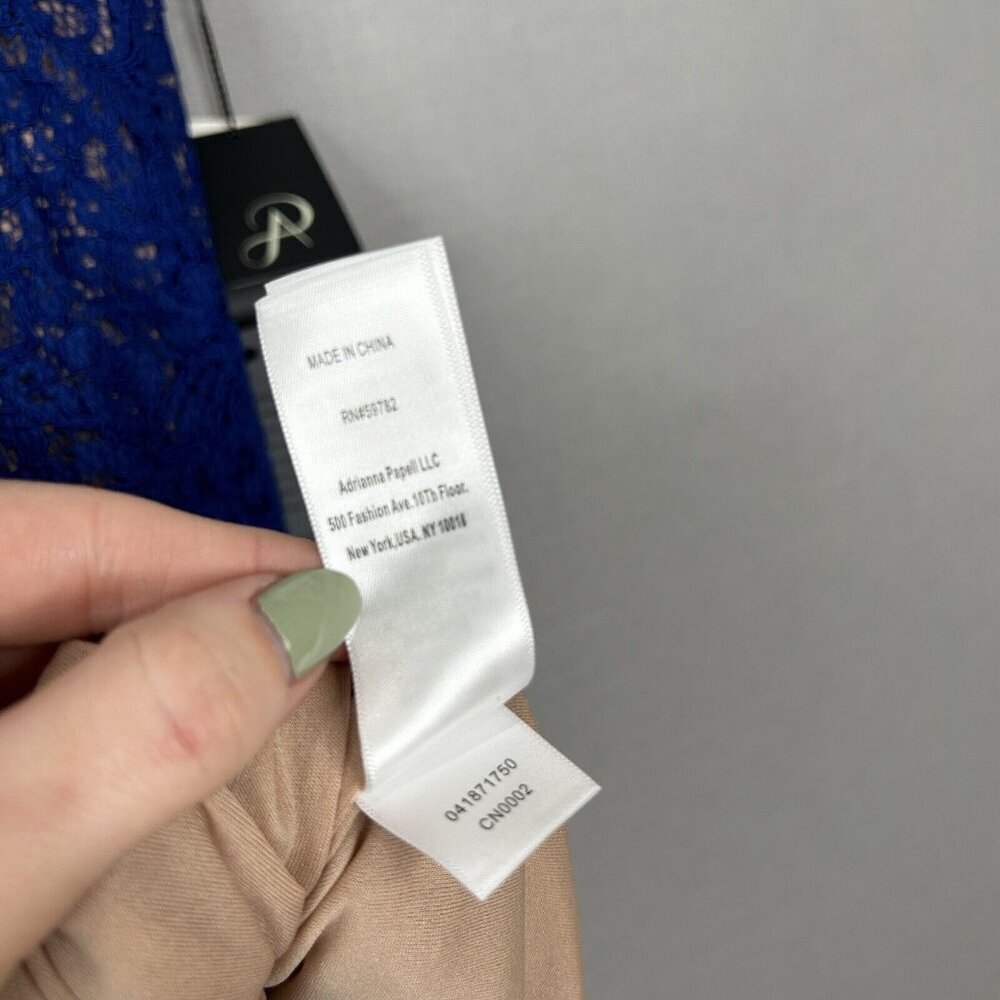 MADE IN CHINA
RN#59782
Adrianna Papell LLC
500 Fashion Ave.10Th Floor.
New York,USA, NY 10018
041871750
CN0002